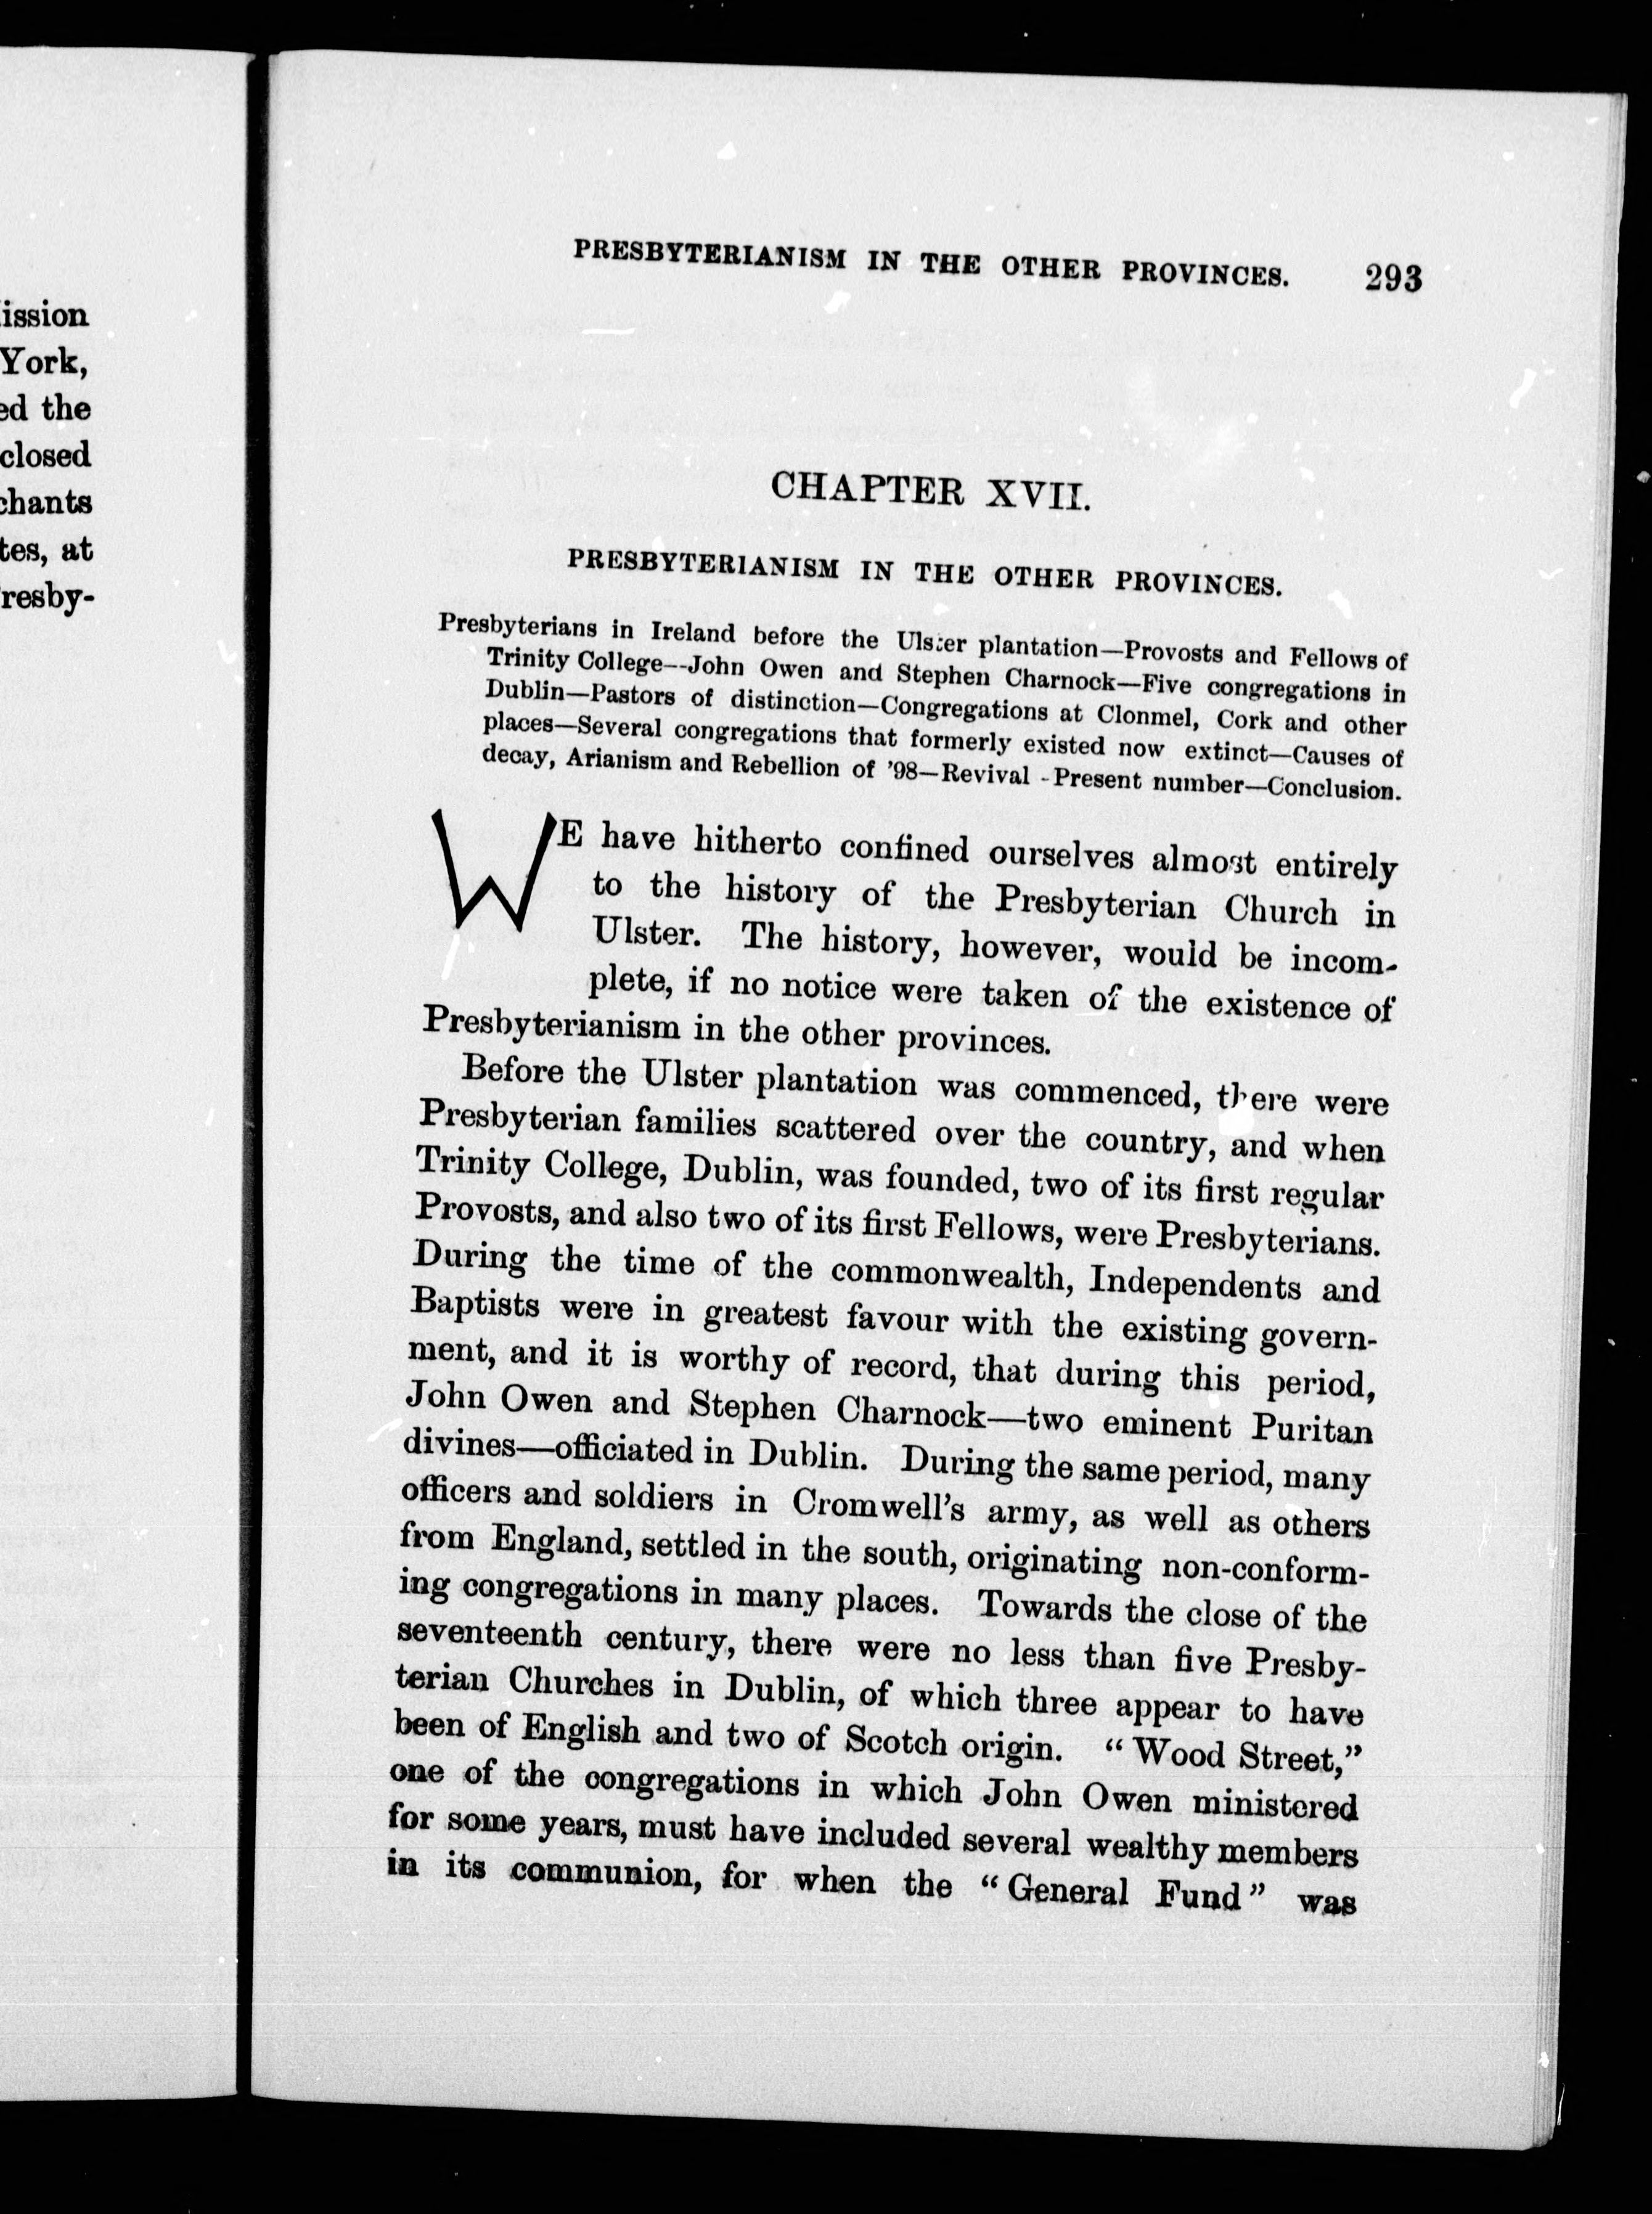 ission
York,
ed the
closed
chants
tes, at
resby-
PRESBYTERIANISM IN THE OTHER PROVINCES. 293
CHAPTER XVII.
PRESBYTERIANISM IN THE OTHER PROVINCES.
Presbyterians in Ireland before the Ulster plantation—Provosts and Fellows of
Trinity College--John Owen and Stephen Charnock—Five congregations in
Dublin—Pastors of distinction—Congregations at Clonmel, Cork and other
places—Several congregations that formerly existed now extinct—Causes of
decay, Arianism and Rebellion of '98—Revival -Present number—Conclusion.
WE have hitherto confined ourselves almost entirely
to the history of the Presbyterian Church in
Ulster. The history, however, would be incom-
plete, if no notice were taken of the existence of
Presbyterianism in the other provinces.
Before the Ulster plantation was commenced, there were
Presbyterian families scattered over the country, and when
Trinity College, Dublin, was founded, two of its first regular
Provosts, and also two of its first Fellows, were Presbyterians.
During the time of the commonwealth, Independents and
Baptists were in greatest favour with the existing govern-
ment, and it is worthy of record, that during this period,
John Owen and Stephen Charnock—two eminent Puritan
divines—officiated in Dublin. During the same period, many
officers and soldiers in Cromwell's army, as well as others
from England, settled in the south, originating non-conform-
ing congregations in many places. Towards the close of the
seventeenth century, there were no less than five Presby-
terian Churches in Dublin, of which three appear to have
been of English and two of Scotch origin. "Wood Street,"
one of the congregations in which John Owen ministered
for some years, must have included several wealthy members
in its communion, for when the "General Fund" was